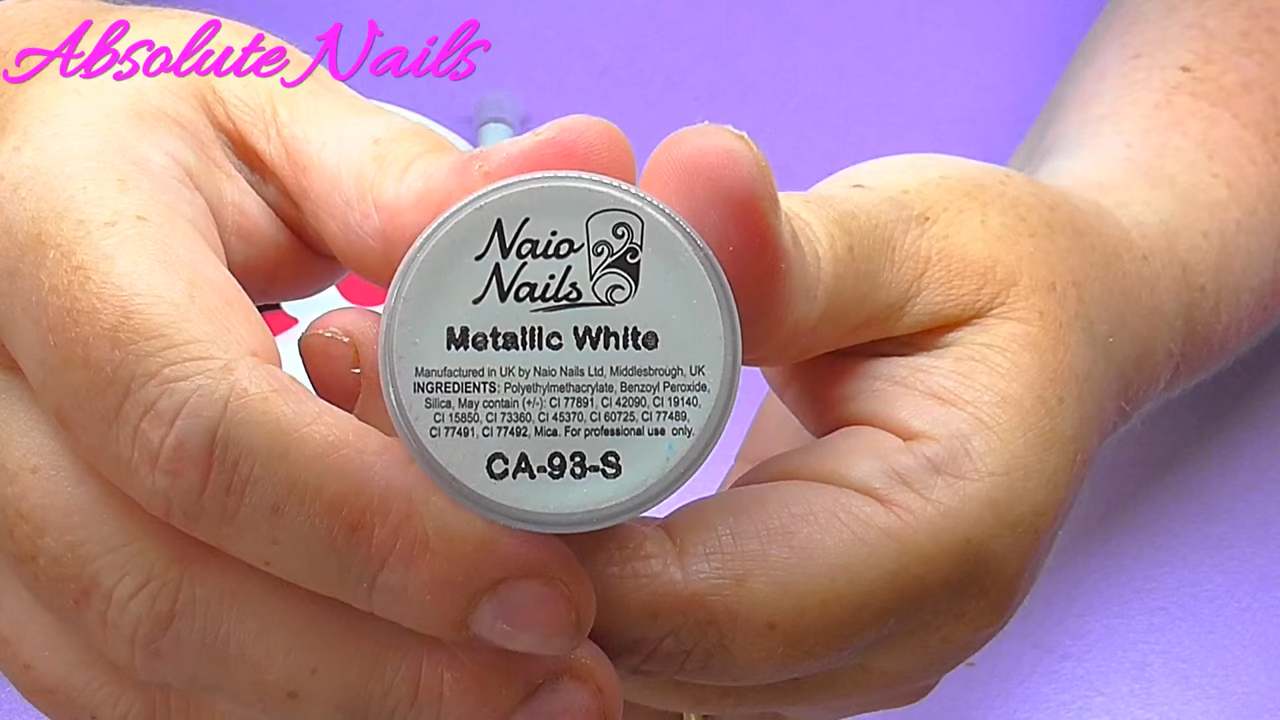 Absolute Nails
Naio
Nails
Metallic White
Manufactured in UK by Naio Nails Ltd, Middlesbrough, UK
INGREDIENTS: Polyethylmethacrylate, Benzoyl Peroxide,
Silica, May contain (+/-): CI 77891, CI 42090, CI 19140,
CI 15850, CI 73360, CI 45370, CI 60725, CI 77489,
CI 77491, CI 77492, Mica. For professional use only.
CA-93-S